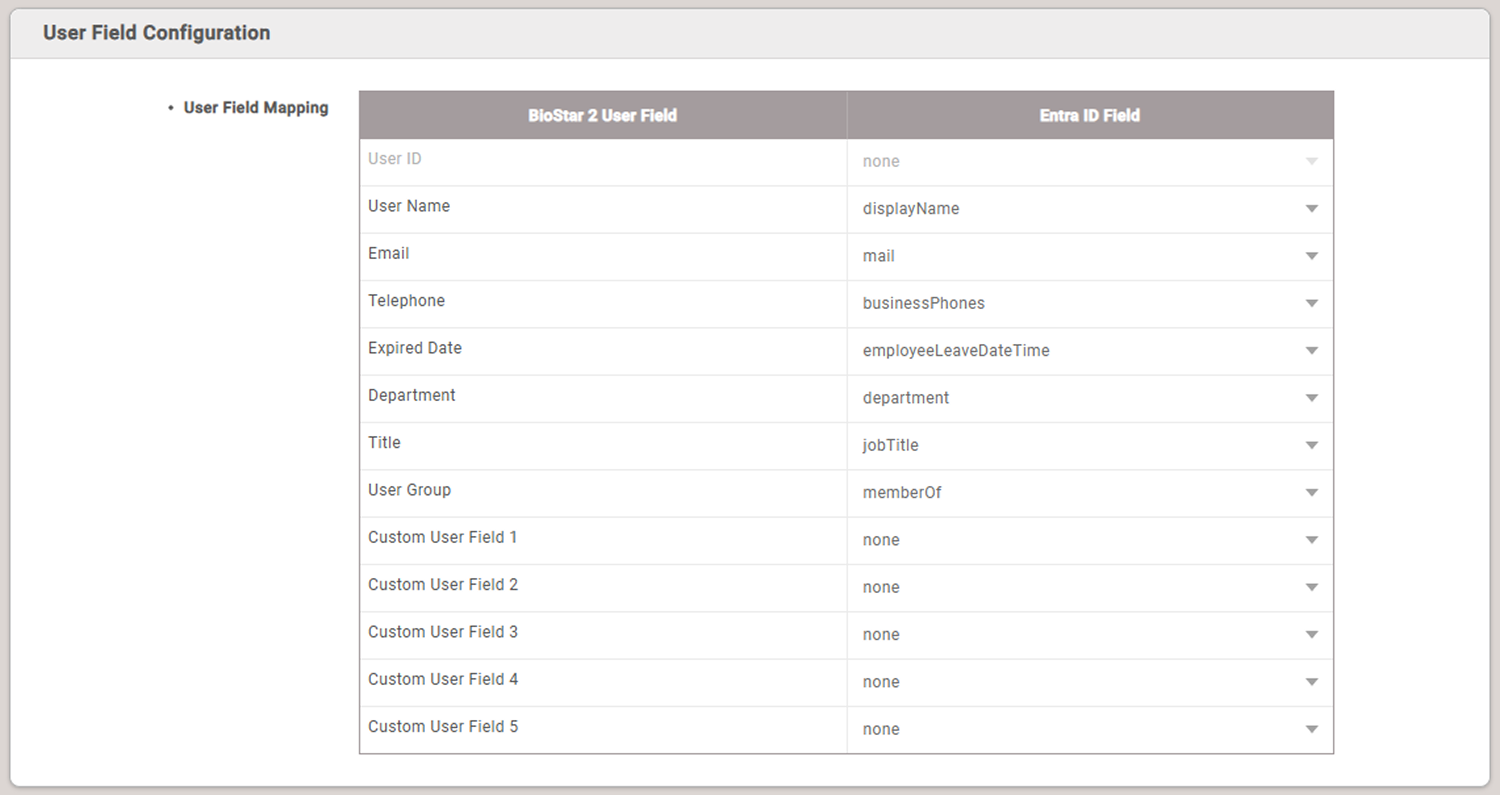 User Field Configuration
• User Field Mapping
BioStar 2 User Field Entra ID Field
User ID none
User Name displayName
Email mail
Telephone businessPhones
Expired Date employeeLeaveDateTime
Department department
Title jobTitle
User Group memberOf
Custom User Field 1 none
Custom User Field 2 none
Custom User Field 3 none
Custom User Field 4 none
Custom User Field 5 none